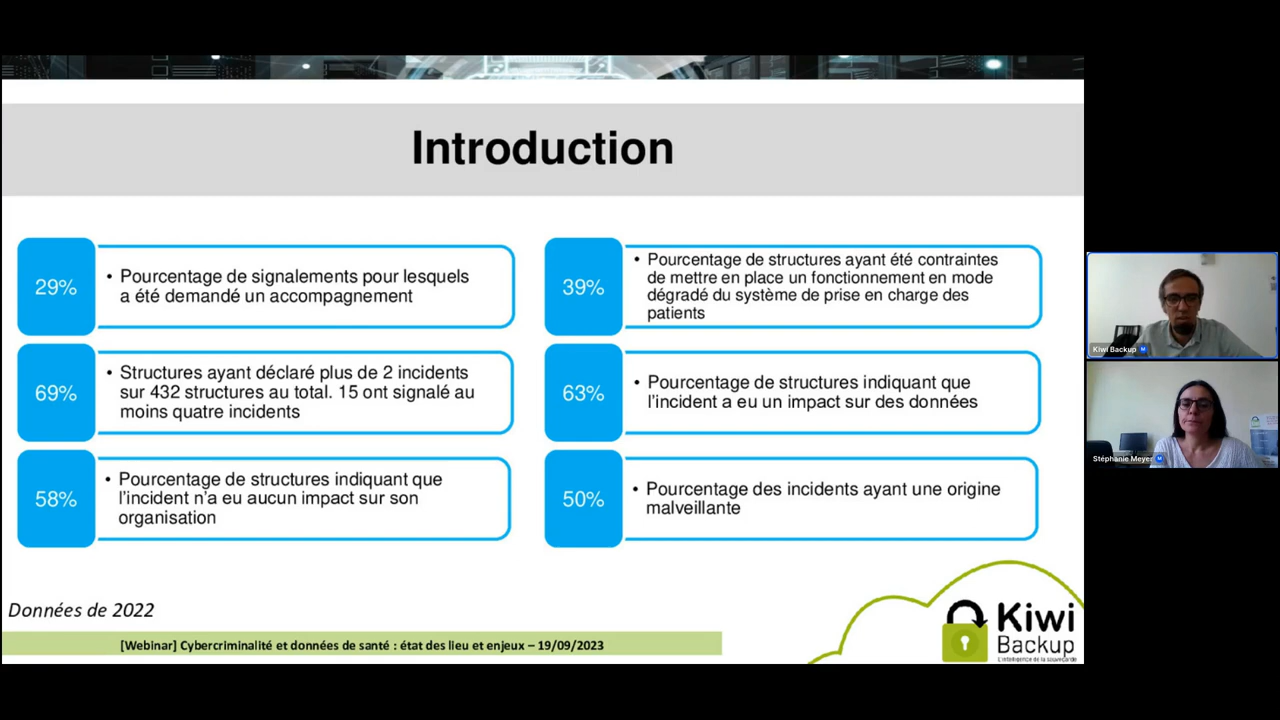 Introduction
29%
• Pourcentage de signalements pour lesquels
a été demandé un accompagnement
39%
• Pourcentage de structures ayant été contraintes
de mettre en place un fonctionnement en mode
dégradé du système de prise en charge des
patients
69%
• Structures ayant déclaré plus de 2 incidents
sur 432 structures au total. 15 ont signalé au
moins quatre incidents
63%
• Pourcentage de structures indiquant que
l'incident a eu un impact sur des données
58%
• Pourcentage de structures indiquant que
l'incident n'a eu aucun impact sur son
organisation
50%
• Pourcentage des incidents ayant une origine
malveillante
Données de 2022
[Webinar] Cybercriminalité et données de santé : état des lieu et enjeux – 19/09/2023
Kiwi
Backup
L'intelligence de la sauvegarde
Kiwi Backup
Stéphanie Meyer